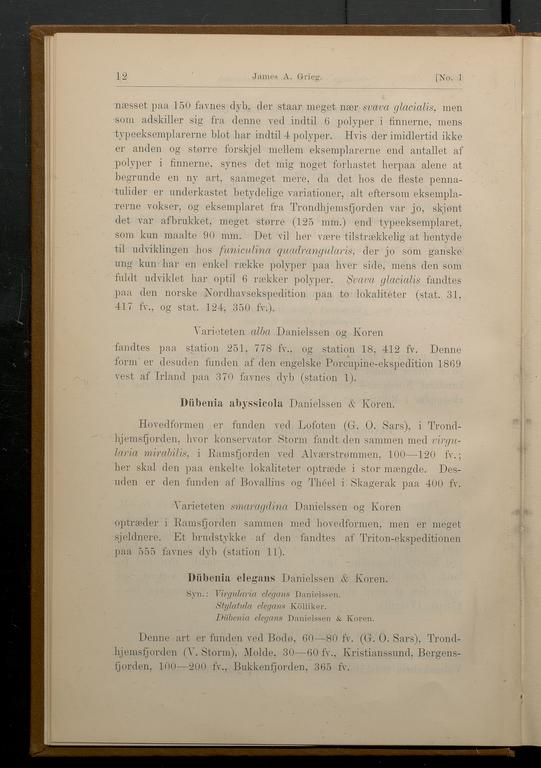 12 James A. Grieg. [No. 1
næsset paa 150 favnes dyb, der staar meget nær svava glacialis, men
som adskiller sig fra denne ved indtil 6 polyper i finnerne, mens
typeeksemplarerne blot har indtil 4 polyper. Hvis der imidlertid ikke
er anden og større forskjel mellem eksemplarerne end antallet af
polyper i finnerne, synes det mig noget forhastet herpaa alene at
begrunde en ny art, saameget mere, da det hos de fleste penna-
tulider er underkastet betydelige variationer, alt eftersom eksempla-
rerne vokser, og eksemplaret fra Trondhjemsfjorden var jo, skjønt
det var afbrukket, meget større (125 mm.) end typeeksemplaret,
som kun maalte 90 mm. Det vil her være tilstrækkelig at hentyde
til udviklingen hos funiculina quadrangularis, der jo som ganske
ung kun har en enkel række polyper paa hver side, mens den som
fuldt udviklet har optil 6 rækker polyper. Svava glacialis fandtes
paa den norske Nordhavsekspedition paa to lokaliteter (stat. 31,
417 fv., og stat. 124, 350 fv.).
Varieteten alba Danielssen og Koren
fandtes paa station 251, 778 fv., og station 18, 412 fv. Denne
form er desuden funden af den engelske Porcupine-ekspedition 1869
vest af Irland paa 370 favnes dyb (station 1).
Dübenia abyssicola Danielssen & Koren.
Hovedformen er funden ved Lofoten (G. O. Sars), i Trond-
hjemsfjorden, hvor konservator Storm fandt den sammen med virgu-
laria mirabilis, i Ramsfjorden ved Alværstrømmen, 100—120 fv.;
her skal den paa enkelte lokaliteter optræde i stor mængde. Des-
uden er den funden af Bovallius og Théel i Skagerak paa 400 fv.
Varieteten smaragdina Danielssen og Koren
optræder i Ramsfjorden sammen med hovedformen, men er meget
sjeldnere. Et brudstykke af den fandtes af Triton-ekspeditionen
paa 555 favnes dyb (station 11).
Dübenia elegans Danielssen & Koren.
Syn.: Virgularia elegans Danielssen.
Stylatula elegans Kölliker.
Dübenia elegans Danielssen & Koren.
Denne art er funden ved Bodø, 60—80 fv. (G. O. Sars), Trond-
hjemsfjorden (V. Storm), Molde, 30—60 fv., Kristianssund, Bergens-
fjorden, 100—200 fv., Bukkenfjorden, 365 fv.